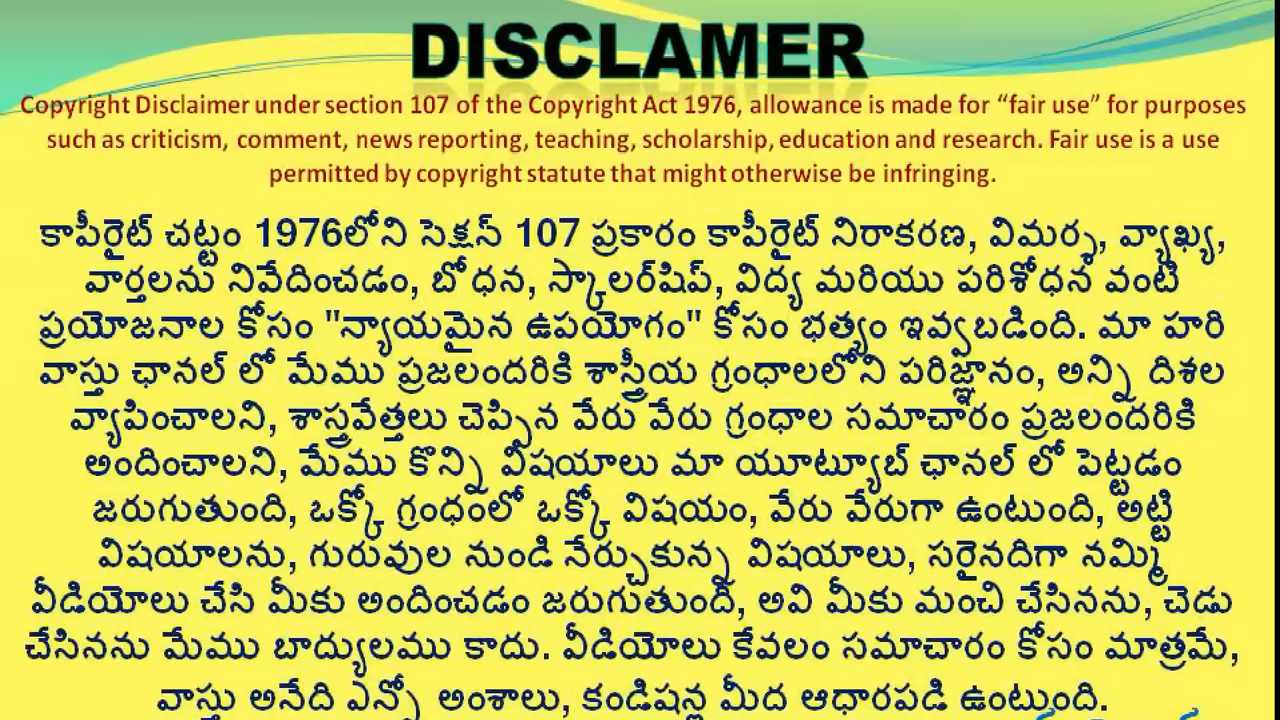 DISCLAMER
Copyright Disclaimer under section 107 of the Copyright Act 1976, allowance is made for “fair use” for purposes
such as criticism, comment, news reporting, teaching, scholarship, education and research. Fair use is a use
permitted by copyright statute that might otherwise be infringing.
కాపీరైట్ చట్టం 1976లోని సెక్షన్ 107 ప్రకారం కాపీరైట్ నిరాకరణ, విమర్శ, వ్యాఖ్య,
వార్తలను నివేదించడం, బోధన, స్కాలర్‌షిప్, విద్య మరియు పరిశోధన వంటి
ప్రయోజనాల కోసం "న్యాయమైన ఉపయోగం" కోసం భత్యం ఇవ్వబడింది. మా హరి
వాస్తు ఛానల్ లో మేము ప్రజలందరికి శాస్త్రీయ గ్రంధాలలోని పరిజ్ఞానం, అన్ని దిశల
వ్యాపించాలని, శాస్త్రవేత్తలు చెప్పిన వేరు వేరు గ్రంధాల సమాచారం ప్రజలందరికి
అందించాలని, మేము కొన్ని విషయాలు మా యూట్యూబ్ ఛానల్ లో పెట్టడం
జరుగుతుంది, ఒక్కో గ్రంధంలో ఒక్కో విషయం, వేరు వేరుగా ఉంటుంది, అట్టి
విషయాలను, గురువుల నుండి నేర్చుకున్న విషయాలు, సరైనదిగా నమ్మి
వీడియోలు చేసి మీకు అందించడం జరుగుతుంది, అవి మీకు మంచి చేసినను, చెడు
చేసినను మేము బాద్యులము కాదు. వీడియోలు కేవలం సమాచారం కోసం మాత్రమే,
వాస్తు అనేది ఎన్నో అంశాలు, కండిషన్ల మీద ఆధారపడి ఉంటుంది.